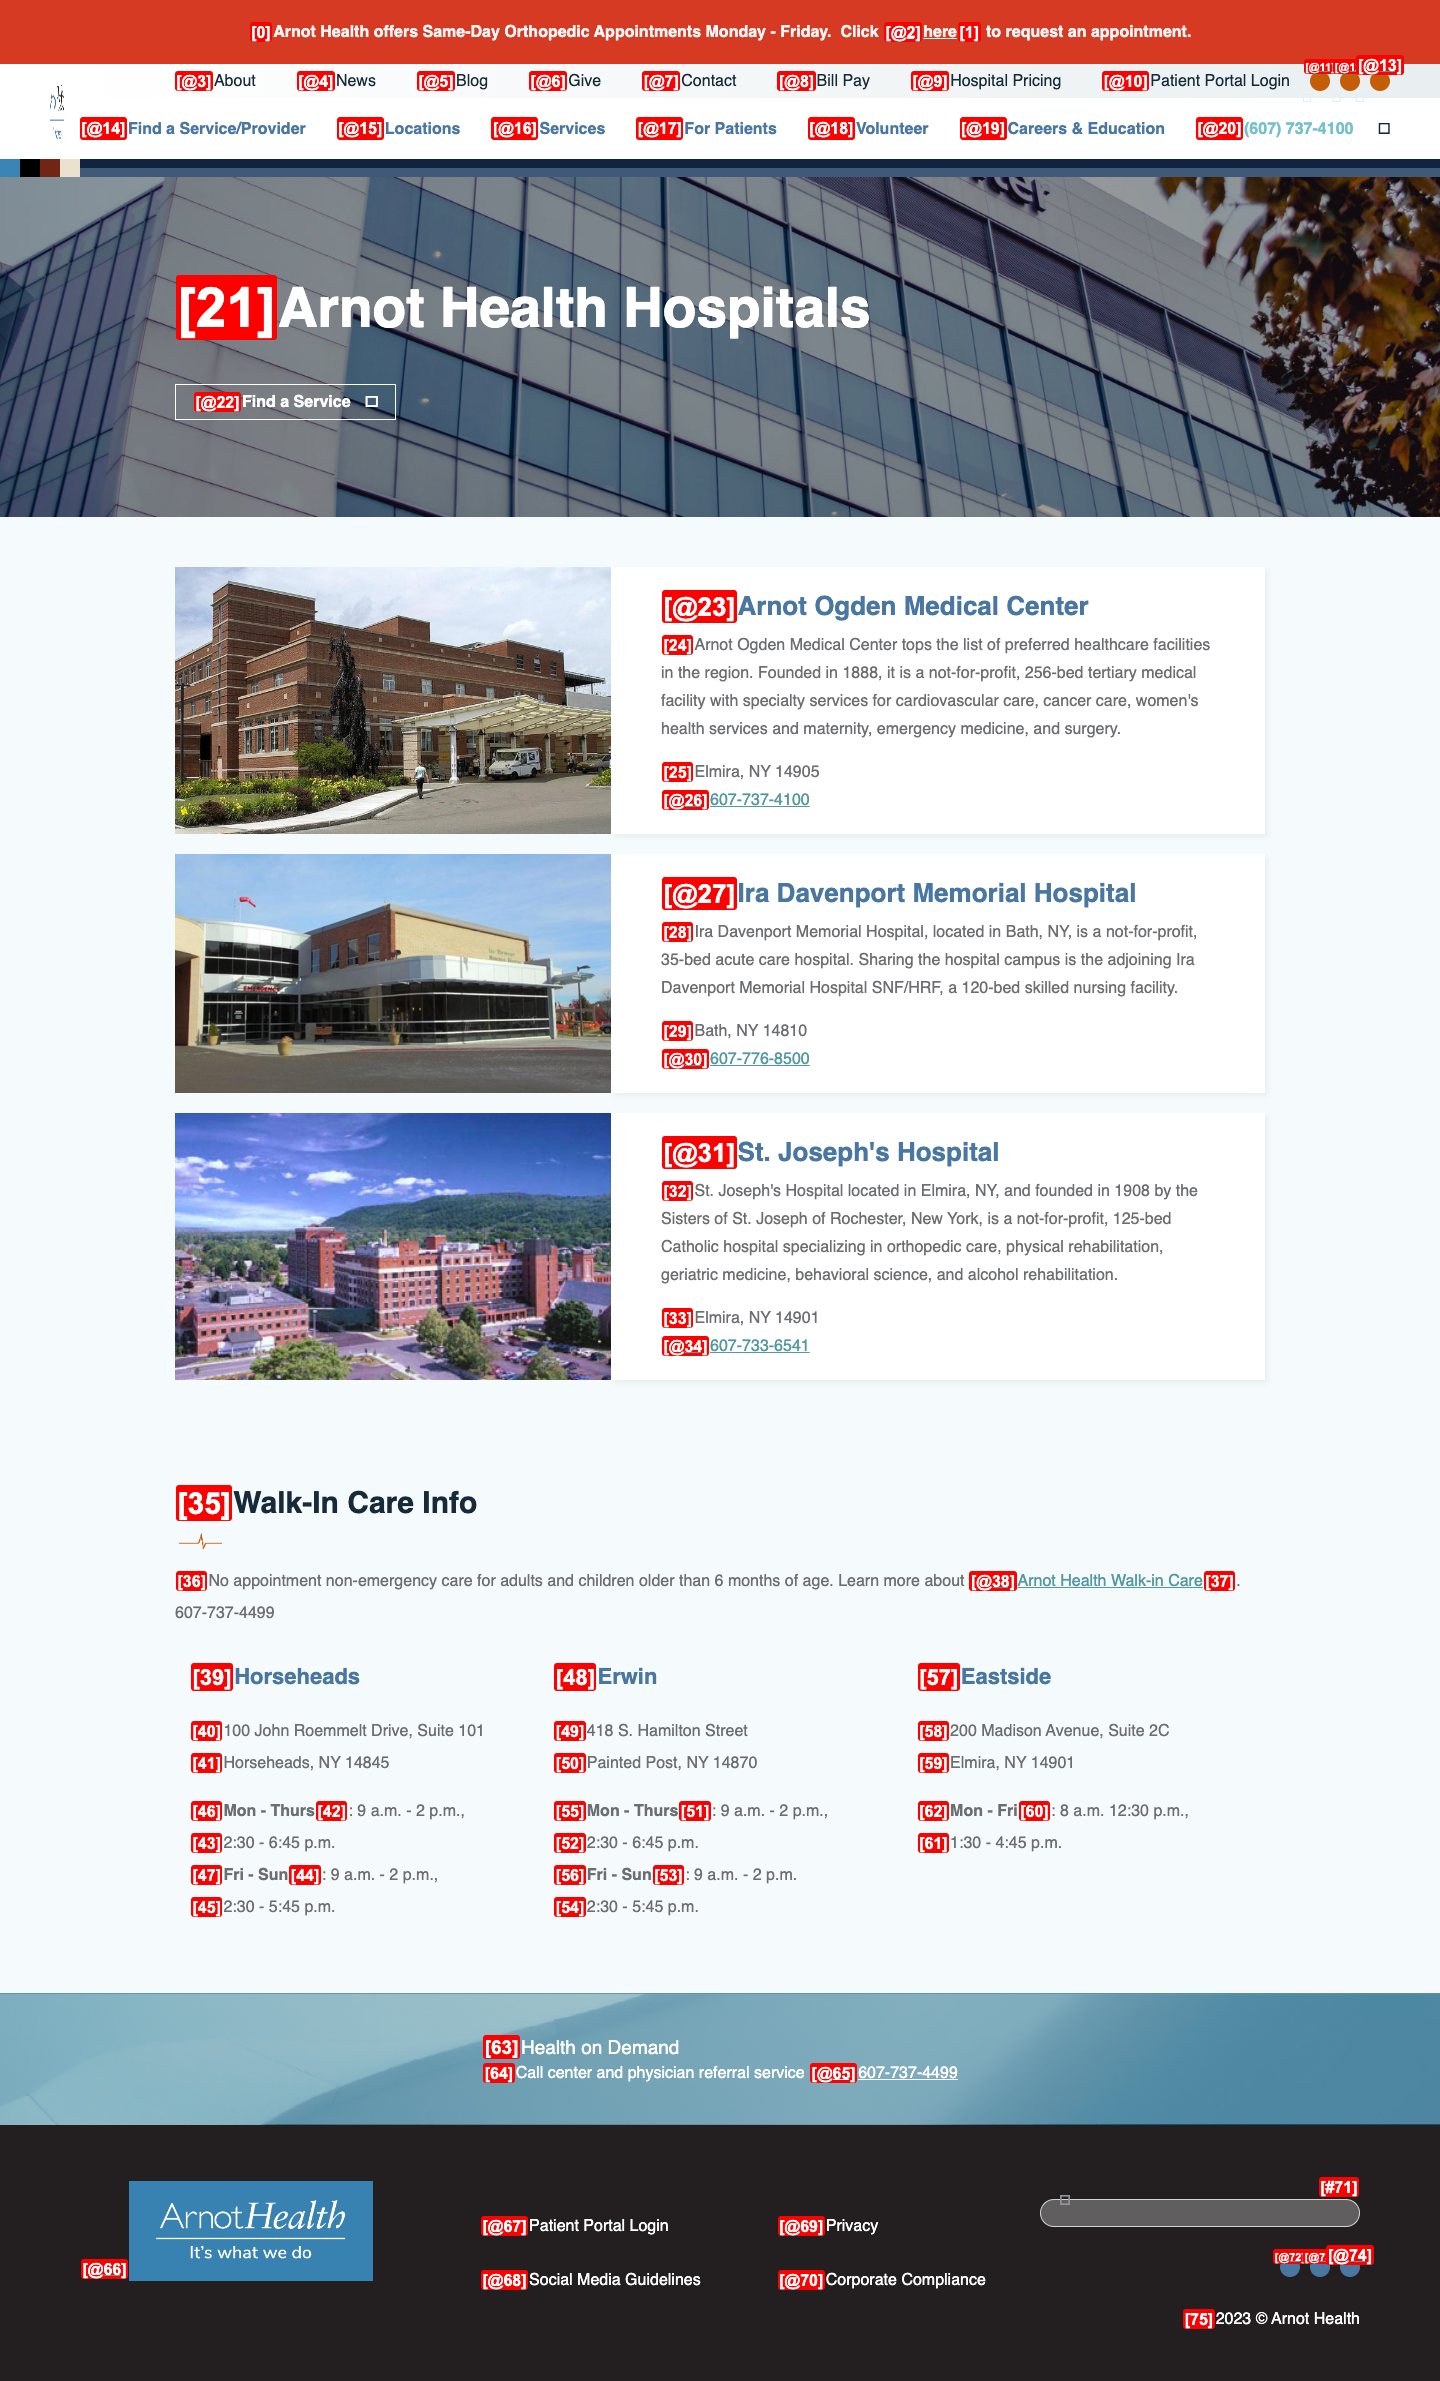 [0]Arnot Health offers Same-Day Orthopedic Appointments Monday - Friday. Click [@2]here[1] to request an appointment.
[@3]About [@4]News [@5]Blog [@6]Give [@7]Contact [@8]Bill Pay [@9]Hospital Pricing [@10]Patient Portal Login [@11] [@13]
[@14]Find a Service/Provider [@15]Locations [@16]Services [@17]For Patients [@18]Volunteer [@19]Careers & Education [@20](607) 737-4100
[21]Arnot Health Hospitals
[@22]Find a Service
[@23]Arnot Ogden Medical Center
[24]Arnot Ogden Medical Center tops the list of preferred healthcare facilities
in the region. Founded in 1888, it is a not-for-profit, 256-bed tertiary medical
facility with specialty services for cardiovascular care, cancer care, women's
health services and maternity, emergency medicine, and surgery.
[25]Elmira, NY 14905
[@26]607-737-4100
[@27]Ira Davenport Memorial Hospital
[28]Ira Davenport Memorial Hospital, located in Bath, NY, is a not-for-profit,
35-bed acute care hospital. Sharing the hospital campus is the adjoining Ira
Davenport Memorial Hospital SNF/HRF, a 120-bed skilled nursing facility.
[29]Bath, NY 14810
[@30]607-776-8500
EMERGENCY
[@31]St. Joseph's Hospital
[32]St. Joseph's Hospital located in Elmira, NY, and founded in 1908 by the
Sisters of St. Joseph of Rochester, New York, is a not-for-profit, 125-bed
Catholic hospital specializing in orthopedic care, physical rehabilitation,
geriatric medicine, behavioral science, and alcohol rehabilitation.
[33]Elmira, NY 14901
[@34]607-733-6541
[35]Walk-In Care Info
[36]No appointment non-emergency care for adults and children older than 6 months of age. Learn more about [@38]Arnot Health Walk-in Care[37].
607-737-4499
[39]Horseheads
[40]100 John Roemmelt Drive, Suite 101
[41]Horseheads, NY 14845
[46]Mon - Thurs[42]: 9 a.m. - 2 p.m.,
[43]2:30 - 6:45 p.m.
[47]Fri - Sun[44]: 9 a.m. - 2 p.m.,
[45]2:30 - 5:45 p.m.
[48]Erwin
[49]418 S. Hamilton Street
[50]Painted Post, NY 14870
[55]Mon - Thurs[51]: 9 a.m. - 2 p.m.,
[52]2:30 - 6:45 p.m.
[56]Fri - Sun[53]: 9 a.m. - 2 p.m.
[54]2:30 - 5:45 p.m.
[57]Eastside
[58]200 Madison Avenue, Suite 2C
[59]Elmira, NY 14901
[62]Mon - Fri[60]: 8 a.m. 12:30 p.m.,
[61]1:30 - 4:45 p.m.
[63]Health on Demand
[64]Call center and physician referral service [@65]607-737-4499
ArnotHealth
It's what we do
[@66]
[@67]Patient Portal Login
[@68]Social Media Guidelines
[@69]Privacy
[@70]Corporate Compliance
[#71]
[@72] [@74]
[75]2023 © Arnot Health